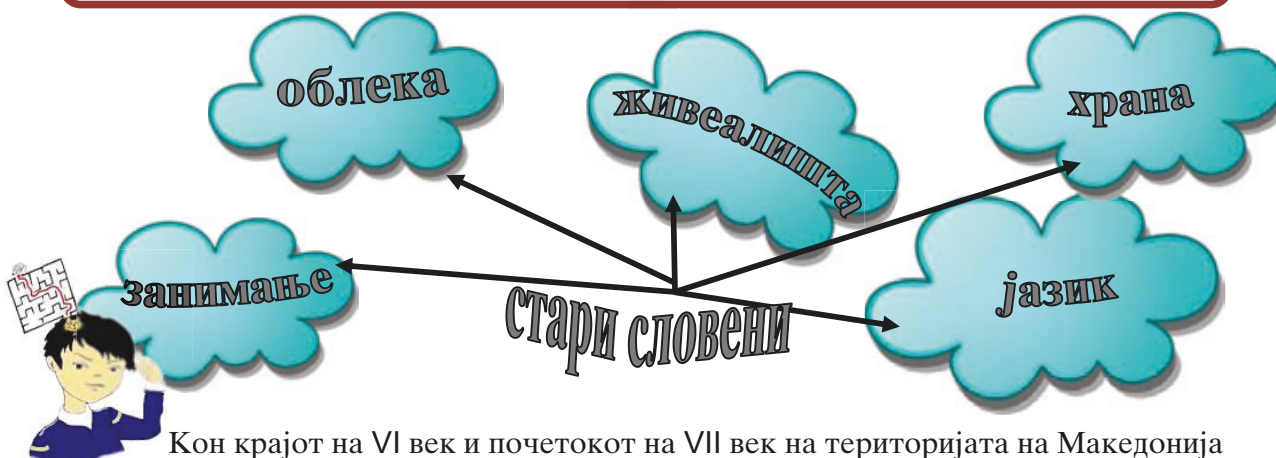 облека
живеалишта
храна
занимање
јазик
стари словени
Кон крајот на VI век и почетокот на VII век на територијата на Македонија